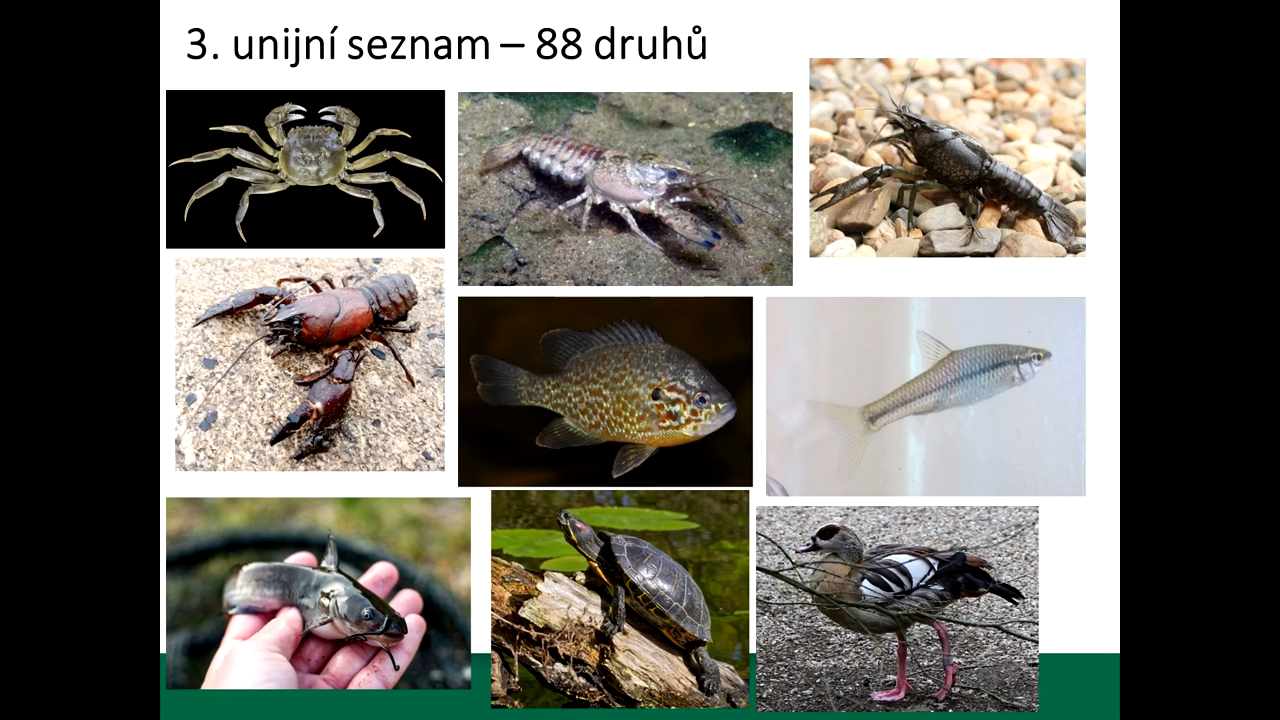 3. unijní seznam – 88 druhů